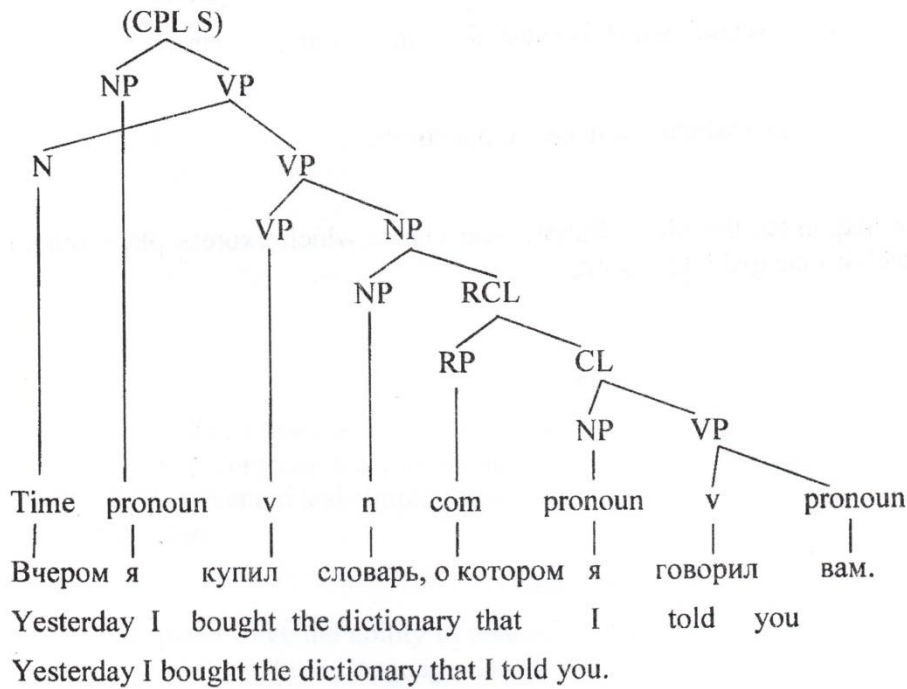 (CPL S)
NP VP
N VP
VP NP
NP RCL
RP CL
NP VP
Time pronoun v n com pronoun v pronoun
Вчером я купил словарь, о котором я говорил вам.
Yesterday I bought the dictionary that I told you
Yesterday I bought the dictionary that I told you.